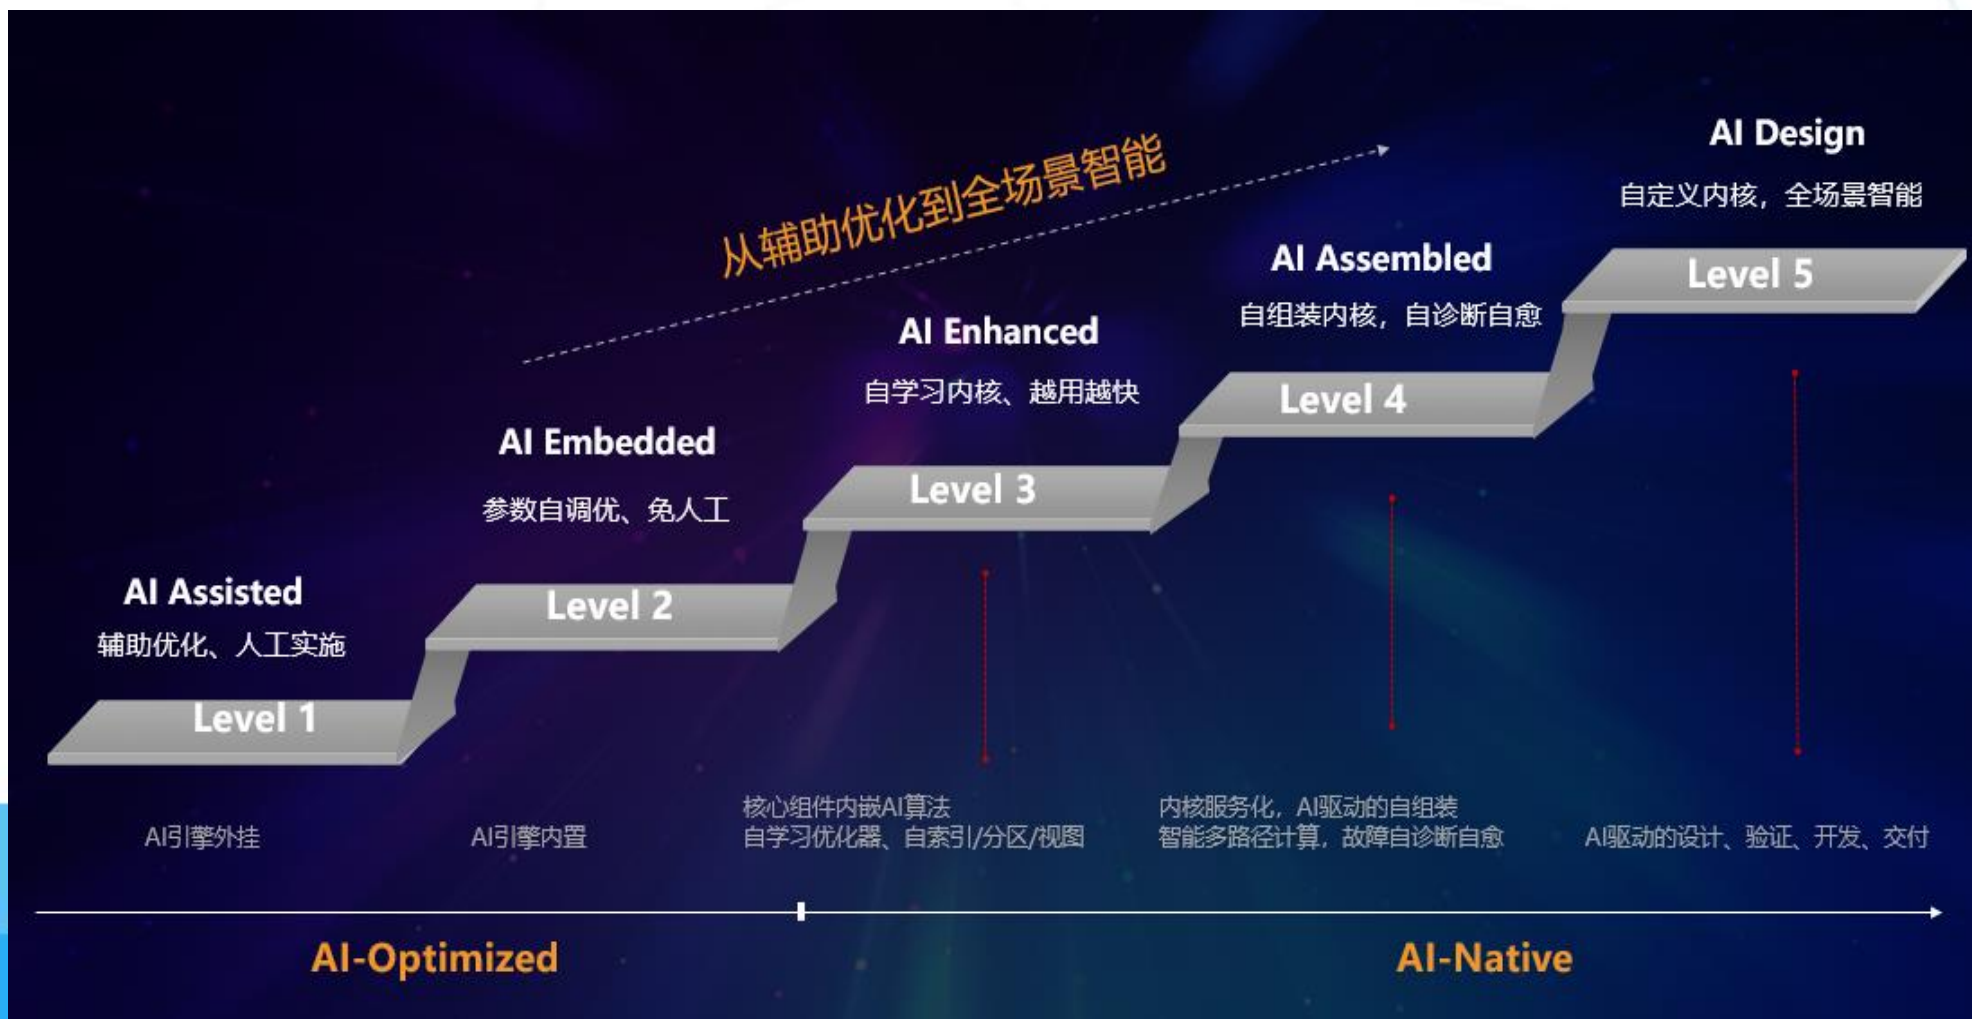 AI Design
自定义内核，全场景智能
Level 5
从辅助优化到全场景智能
AI Assembled
自组装内核，自诊断自愈
Level 4
AI Enhanced
自学习内核、越用越快
Level 3
AI Embedded
参数自调优、免人工
Level 2
AI Assisted
辅助优化、人工实施
Level 1
AI引擎外挂
AI引擎内置
核心组件内嵌AI算法
自学习优化器、自索引/分区/视图
内核服务化，AI驱动的自组装
智能多路径计算，故障自诊断自愈
AI驱动的设计、验证、开发、交付
AI-Optimized
AI-Native